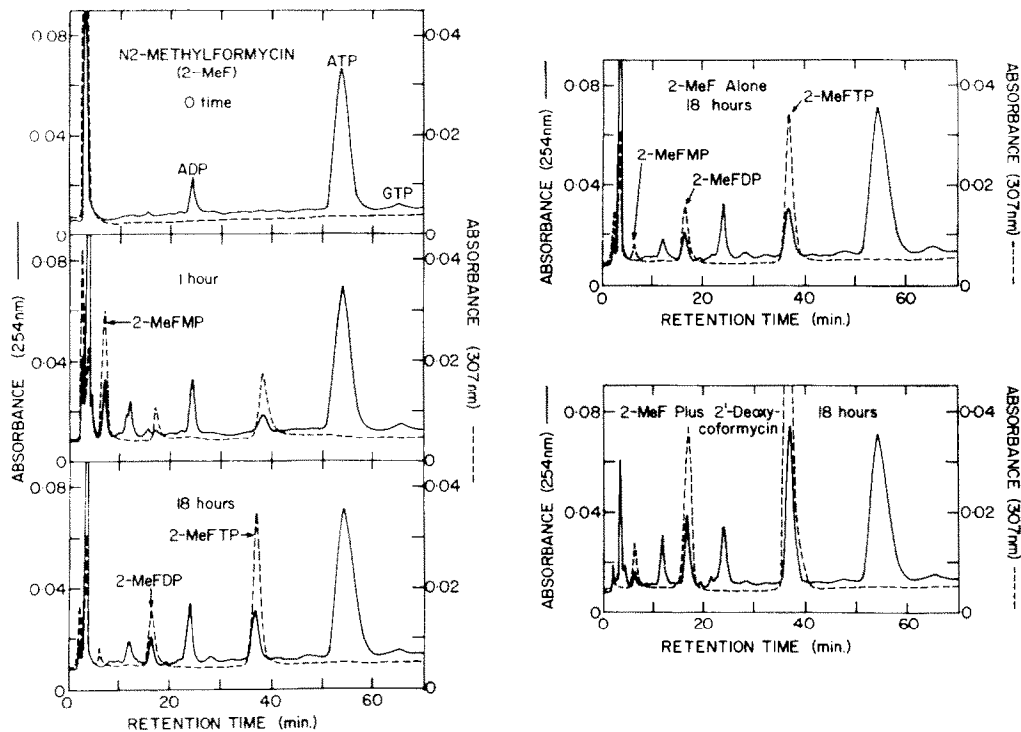 N2-METHYLFORMYCIN
(2-MeF)
0 time
ATP
ADP
GTP
0·08
0·04
0
0·04
0·02
0
1 hour
2-MeFMP
0·08
0·04
0
0·04
0·02
0
18 hours
2-MeFTP
2-MeFDP
0·08
0·04
0
0·04
0·02
0
0 20 40 60
RETENTION TIME (min.)
ABSORBANCE (254nm)
ABSORBANCE (307nm)
2-MeF Alone
18 hours
2-MeFTP
2-MeFMP
2-MeFDP
0·08
0·04
0
0·04
0·02
0
0 20 40 60
RETENTION TIME (min.)
ABSORBANCE (254nm)
ABSORBANCE (307nm)
2-MeF Plus 2'-Deoxy-
coformycin
18 hours
0·08
0·04
0
0·04
0·02
0
0 20 40 60
RETENTION TIME (min.)
ABSORBANCE (254nm)
ABSORBANCE (307nm)